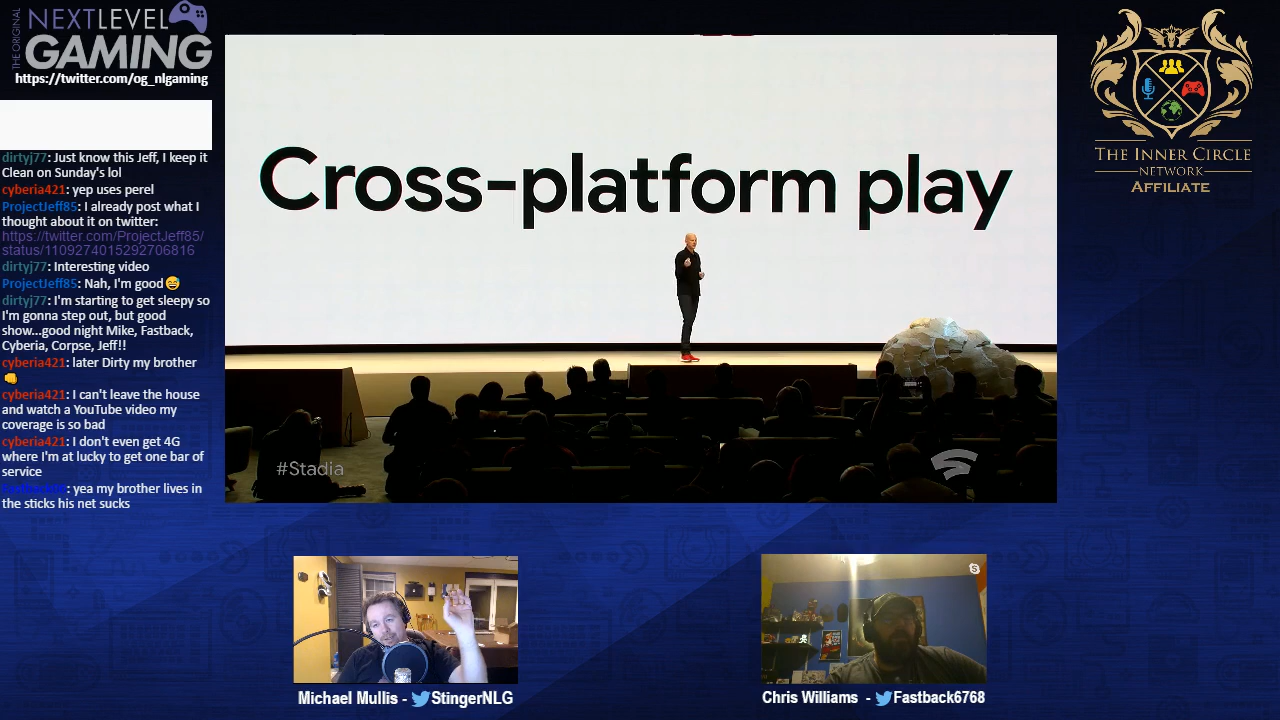 THE ORIGINAL
NEXTLEVEL
GAMING
https://twitter.com/og_nlgaming
dirtyj77: Just know this Jeff, I keep it
Clean on Sunday's lol
cyberia421: yep uses perel
ProjectJeff85: I already post what I
thought about it on twitter:
https://twitter.com/ProjectJeff85/
status/1109274015292706816
dirtyj77: Interesting video
ProjectJeff85: Nah, I'm good😅
dirtyj77: I'm starting to get sleepy so
I'm gonna step out, but good
show...good night Mike, Fastback,
Cyberia, Corpse, Jeff!!
cyberia421: later Dirty my brother
👊
cyberia421: I can't leave the house
and watch a YouTube video my
coverage is so bad
cyberia421: I don't even get 4G
where I'm at lucky to get one bar of
service
: yea my brother lives in
the sticks his net sucks
Cross-platform play
#Stadia
THE INNER CIRCLE
NETWORK
AFFILIATE
Michael Mullis - StingerNLG
Chris Williams - Fastback6768